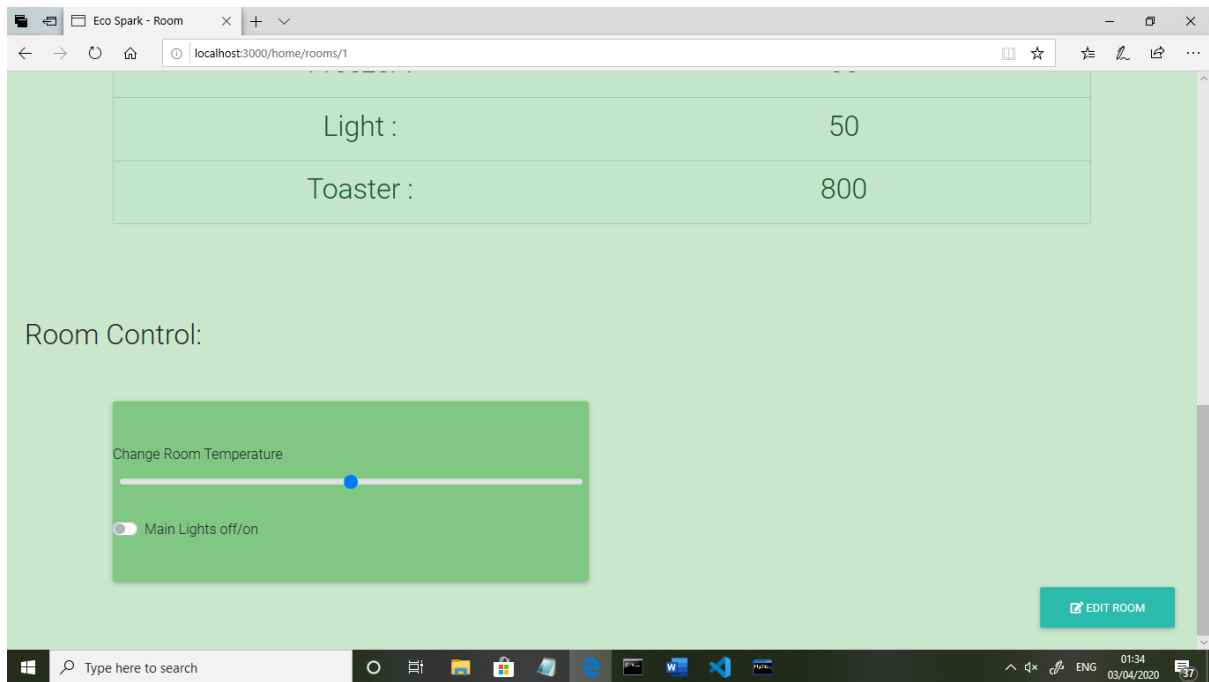 Eco Spark - Room
localhost:3000/home/rooms/1
Light : 50
Toaster : 800
Room Control:
Change Room Temperature
Main Lights off/on
EDIT ROOM
Type here to search
ENG
01:34
03/04/2020
37